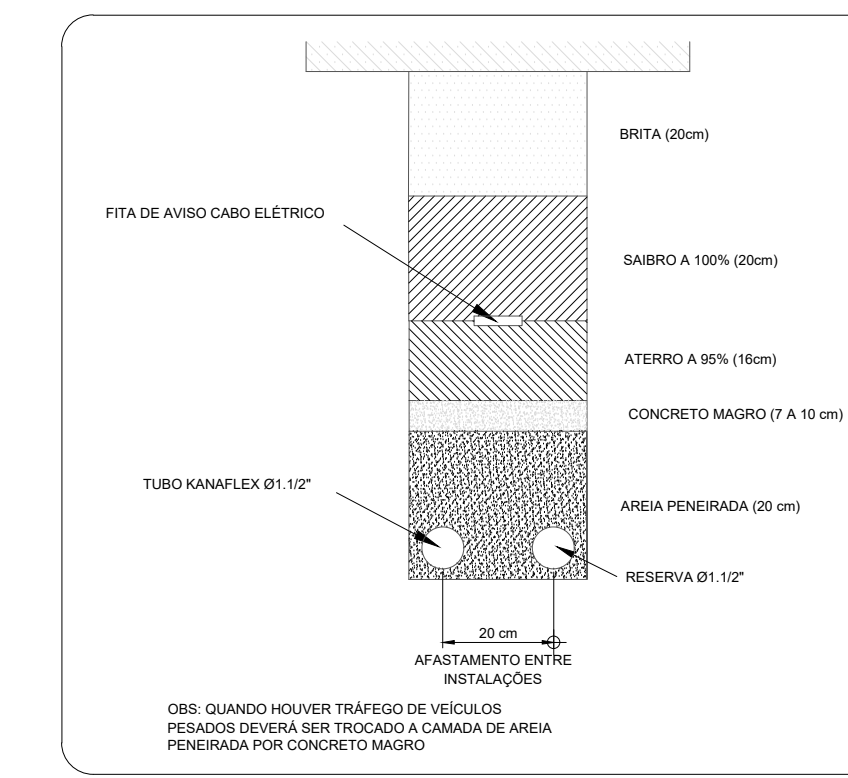 BRITA (20cm)
FITA DE AVISO CABO ELÉTRICO
SAIBRO A 100% (20cm)
ATERRO A 95% (16cm)
CONCRETO MAGRO (7 A 10 cm)
TUBO KANAFLEX Ø1.1/2"
AREIA PENEIRADA (20 cm)
RESERVA Ø1.1/2"
20 cm
AFASTAMENTO ENTRE
INSTALAÇÕES
OBS: QUANDO HOUVER TRÁFEGO DE VEÍCULOS
PESADOS DEVERÁ SER TROCADO A CAMADA DE AREIA
PENEIRADA POR CONCRETO MAGRO